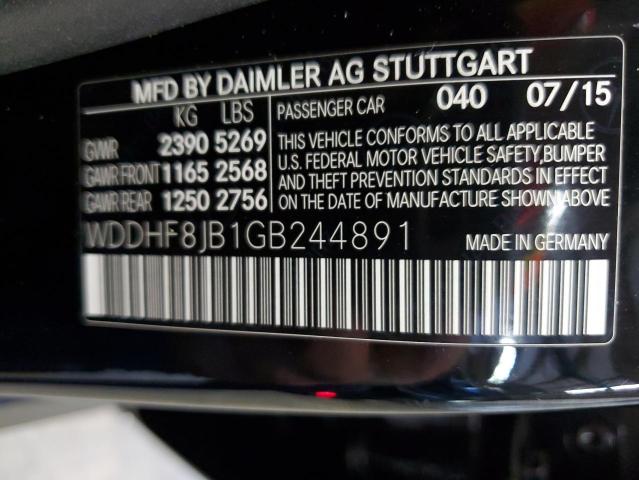 MFD BY DAIMLER AG STUTTGART
KG LBS
GVWR 2390 5269
GAWR FRONT 1165 2568
GAWR REAR 1250 2756
PASSENGER CAR 040 07/15
THIS VEHICLE CONFORMS TO ALL APPLICABLE
U.S. FEDERAL MOTOR VEHICLE SAFETY,BUMPER
AND THEFT PREVENTION STANDARDS IN EFFECT
ON THE DATE OF MANUFACTURE SHOWN ABOVE.
WDDHF8JB1GB244891 MADE IN GERMANY